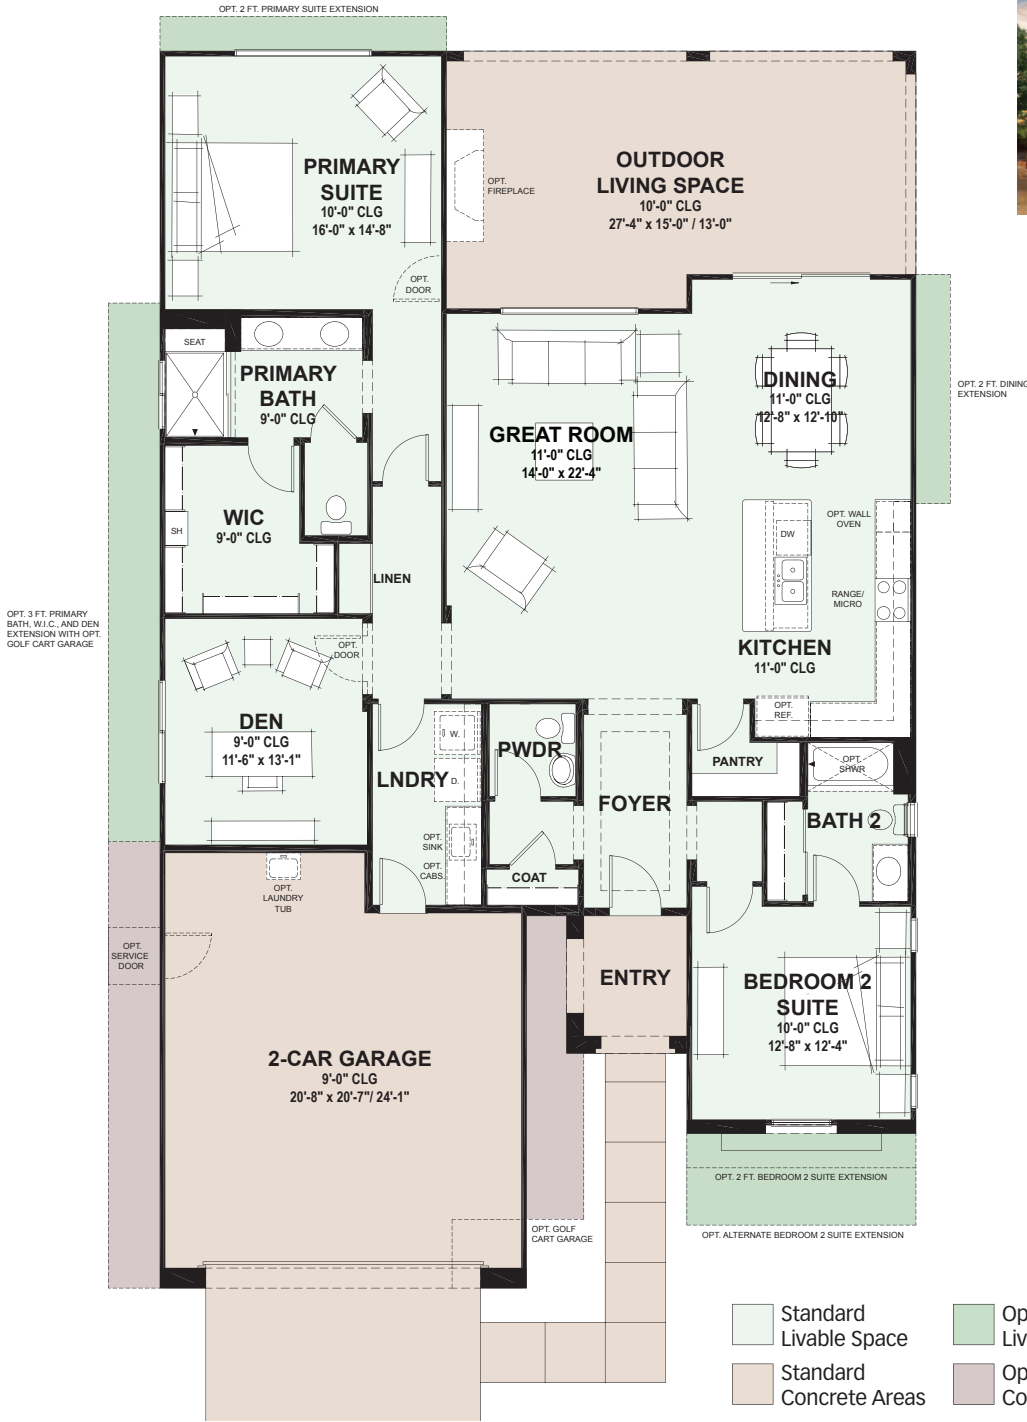 OPT. 2 FT. PRIMARY SUITE EXTENSION
PRIMARY
SUITE
10'-0" CLG
16'-0" x 14'-8"
OPT.
DOOR
OPT.
FIREPLACE
OUTDOOR
LIVING SPACE
10'-0" CLG
27'-4" x 15'-0" / 13'-0"
SEAT
PRIMARY
BATH
9'-0" CLG
GREAT ROOM
11'-0" CLG
14'-0" x 22'-4"
DINING
11'-0" CLG
12'-8" x 12'-10"
OPT. 2 FT. DINING
EXTENSION
WIC
9'-0" CLG
SH
LINEN
OPT. WALL
OVEN
DW
RANGE/
MICRO
KITCHEN
11'-0" CLG
OPT.
REF.
OPT. 3 FT. PRIMARY
BATH, W.I.C., AND DEN
EXTENSION WITH OPT.
GOLF CART GARAGE
OPT.
DOOR
DEN
9'-0" CLG
11'-6" x 13'-1"
W.
LNDRY
D.
OPT.
SINK
OPT.
CABS.
PWDR
COAT
FOYER
PANTRY
OPT.
SHWR
BATH 2
OPT.
LAUNDRY
TUB
OPT.
SERVICE
DOOR
ENTRY
BEDROOM 2
SUITE
10'-0" CLG
12'-8" x 12'-4"
2-CAR GARAGE
9'-0" CLG
20'-8" x 20'-7"/ 24'-1"
OPT. 2 FT. BEDROOM 2 SUITE EXTENSION
OPT. GOLF
CART GARAGE
OPT. ALTERNATE BEDROOM 2 SUITE EXTENSION
Standard
Livable Space
Standard
Concrete Areas
Op
Liv
Op
Co